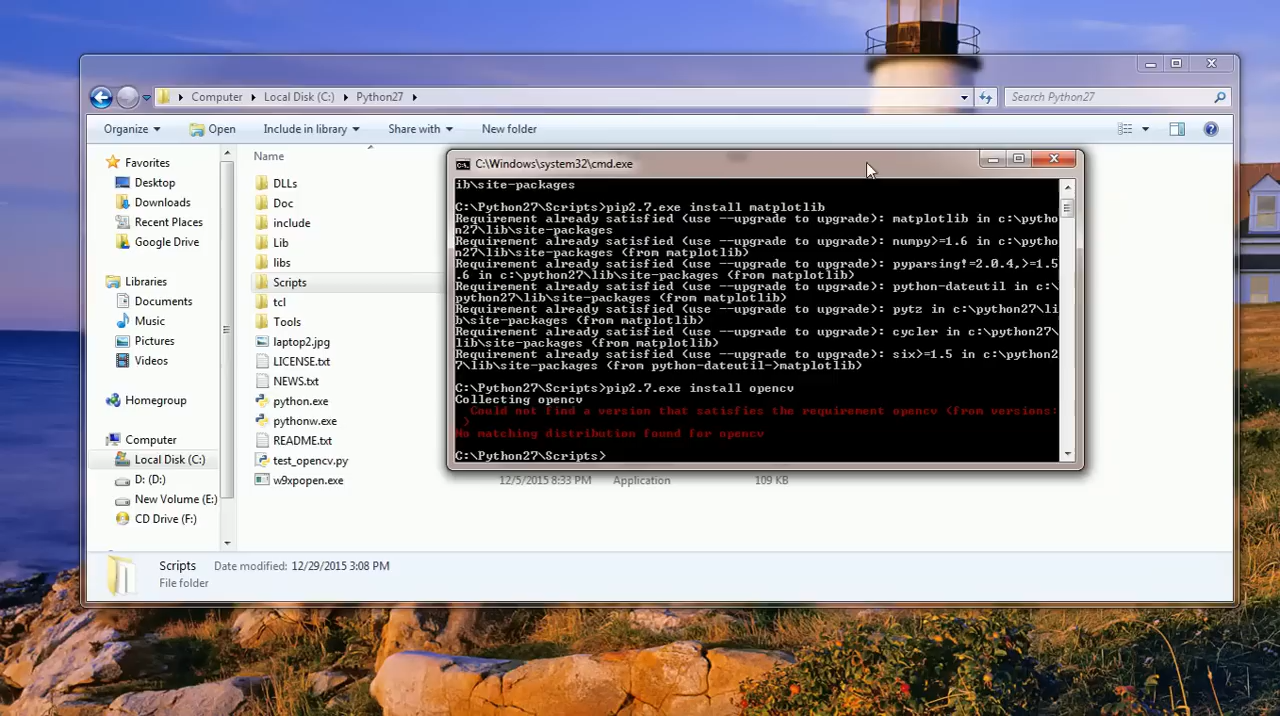 Computer
Local Disk (C:)
Python27
Search Python27
Organize
Open
Include in library
Share with
New folder
Favorites
Desktop
Downloads
Recent Places
Google Drive
Libraries
Documents
Music
Pictures
Videos
Homegroup
Computer
Local Disk (C:)
D: (D:)
New Volume (E:)
CD Drive (F:)
Name
DLLs
Doc
include
Lib
libs
Scripts
tcl
Tools
laptop2.jpg
LICENSE.txt
NEWS.txt
python.exe
pythonw.exe
README.txt
test_opencv.py
w9xpopen.exe
12/5/2015 8:33 PM
Application
109 KB
C:\Windows\system32\cmd.exe
ib\site-packages
C:\Python27\Scripts>pip2.7.exe install matplotlib
Requirement already satisfied (use --upgrade to upgrade): matplotlib in c:\pytho
n27\lib\site-packages
Requirement already satisfied (use --upgrade to upgrade): numpy>=1.6 in c:\pytho
n27\lib\site-packages (from matplotlib)
Requirement already satisfied (use --upgrade to upgrade): pyparsing!=2.0.4,>=1.5
.6 in c:\python27\lib\site-packages (from matplotlib)
Requirement already satisfied (use --upgrade to upgrade): python-dateutil in c:\
python27\lib\site-packages (from matplotlib)
Requirement already satisfied (use --upgrade to upgrade): pytz in c:\python27\li
b\site-packages (from matplotlib)
Requirement already satisfied (use --upgrade to upgrade): cycler in c:\python27\
lib\site-packages (from matplotlib)
Requirement already satisfied (use --upgrade to upgrade): six>=1.5 in c:\python2
7\lib\site-packages (from python-dateutil->matplotlib)
C:\Python27\Scripts>pip2.7.exe install opencv
Collecting opencv
Could not find a version that satisfies the requirement opencv (from versions:
)
No matching distribution found for opencv
C:\Python27\Scripts>
Scripts
Date modified: 12/29/2015 3:08 PM
File folder